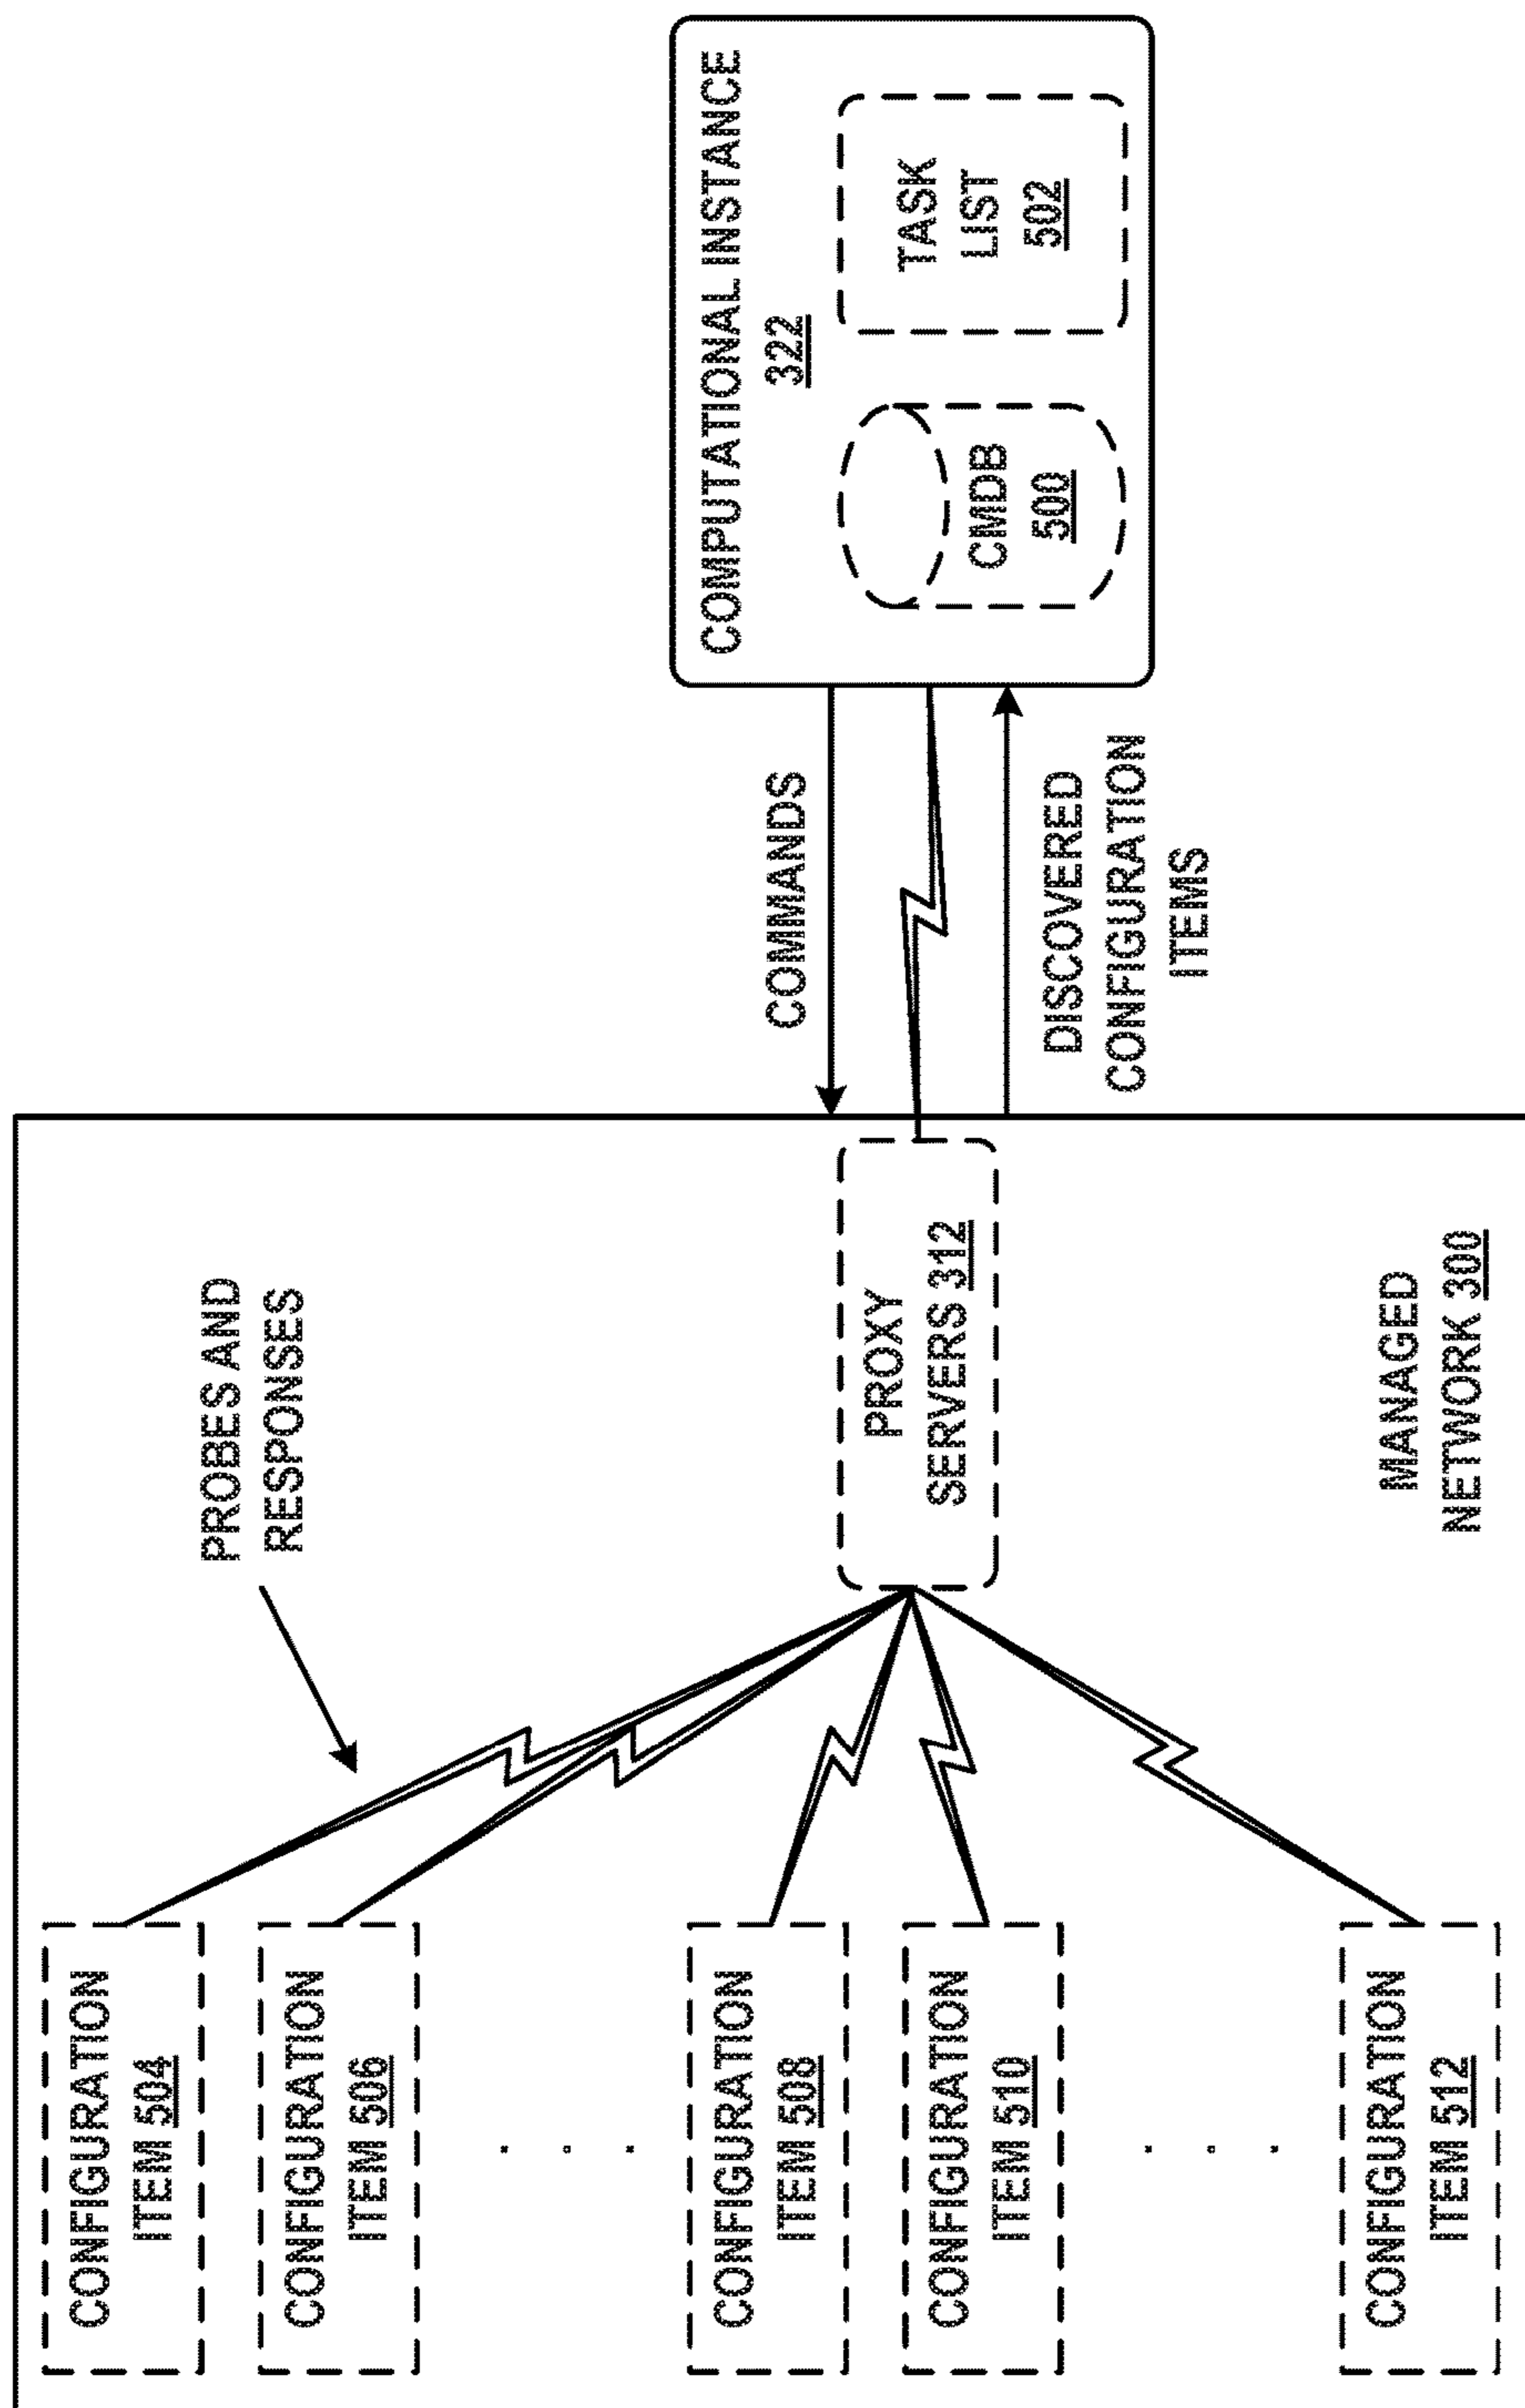 CONFIGURATION
ITEM 504
CONFIGURATION
ITEM 506
CONFIGURATION
ITEM 508
CONFIGURATION
ITEM 510
CONFIGURATION
ITEM 512
PROBES AND
RESPONSES
PROXY
SERVERS 312
MANAGED
NETWORK 300
COMMANDS
DISCOVERED
CONFIGURATION
ITEMS
COMPUTATIONAL INSTANCE
322
CMDB
500
TASK
LIST
502